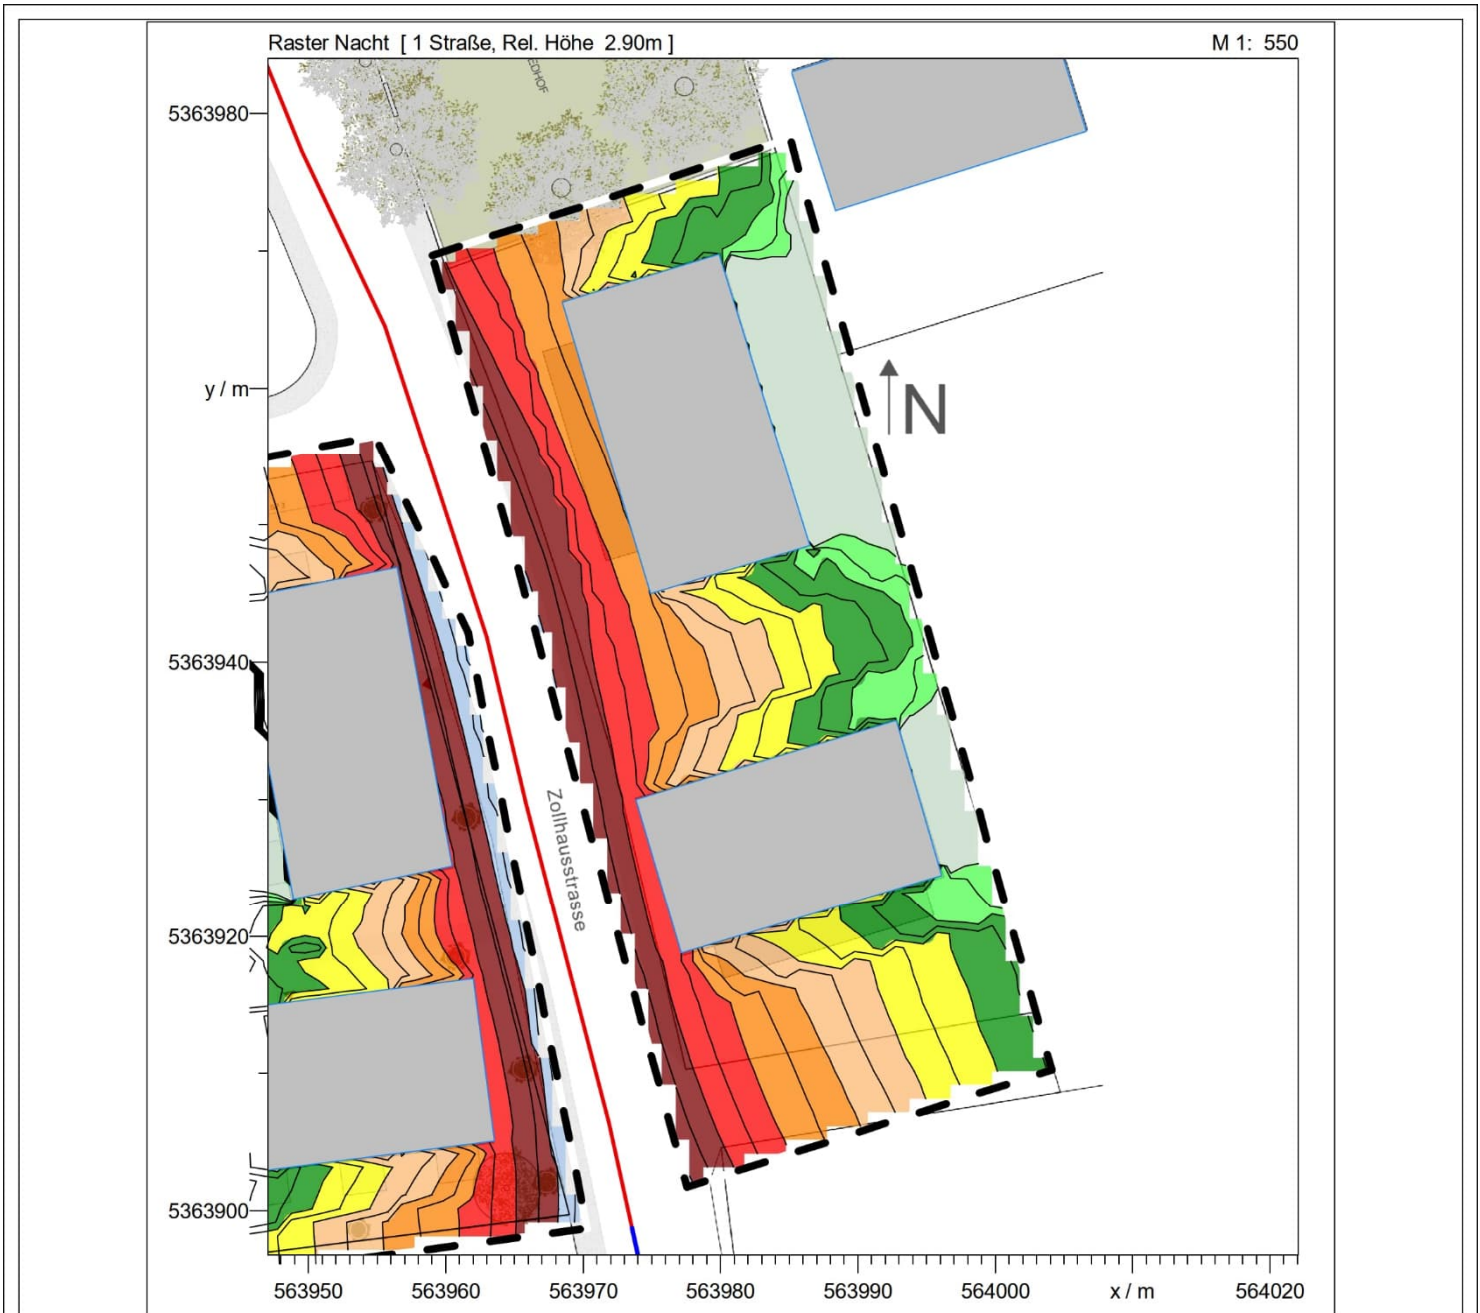 Raster Nacht [ 1 Straße, Rel. Höhe 2.90m ]
M 1: 550
5363980
y / m
N
5363940
Zollhausstrasse
5363920
5363900
563950 563960 563970 563980 563990 564000 x / m 564020